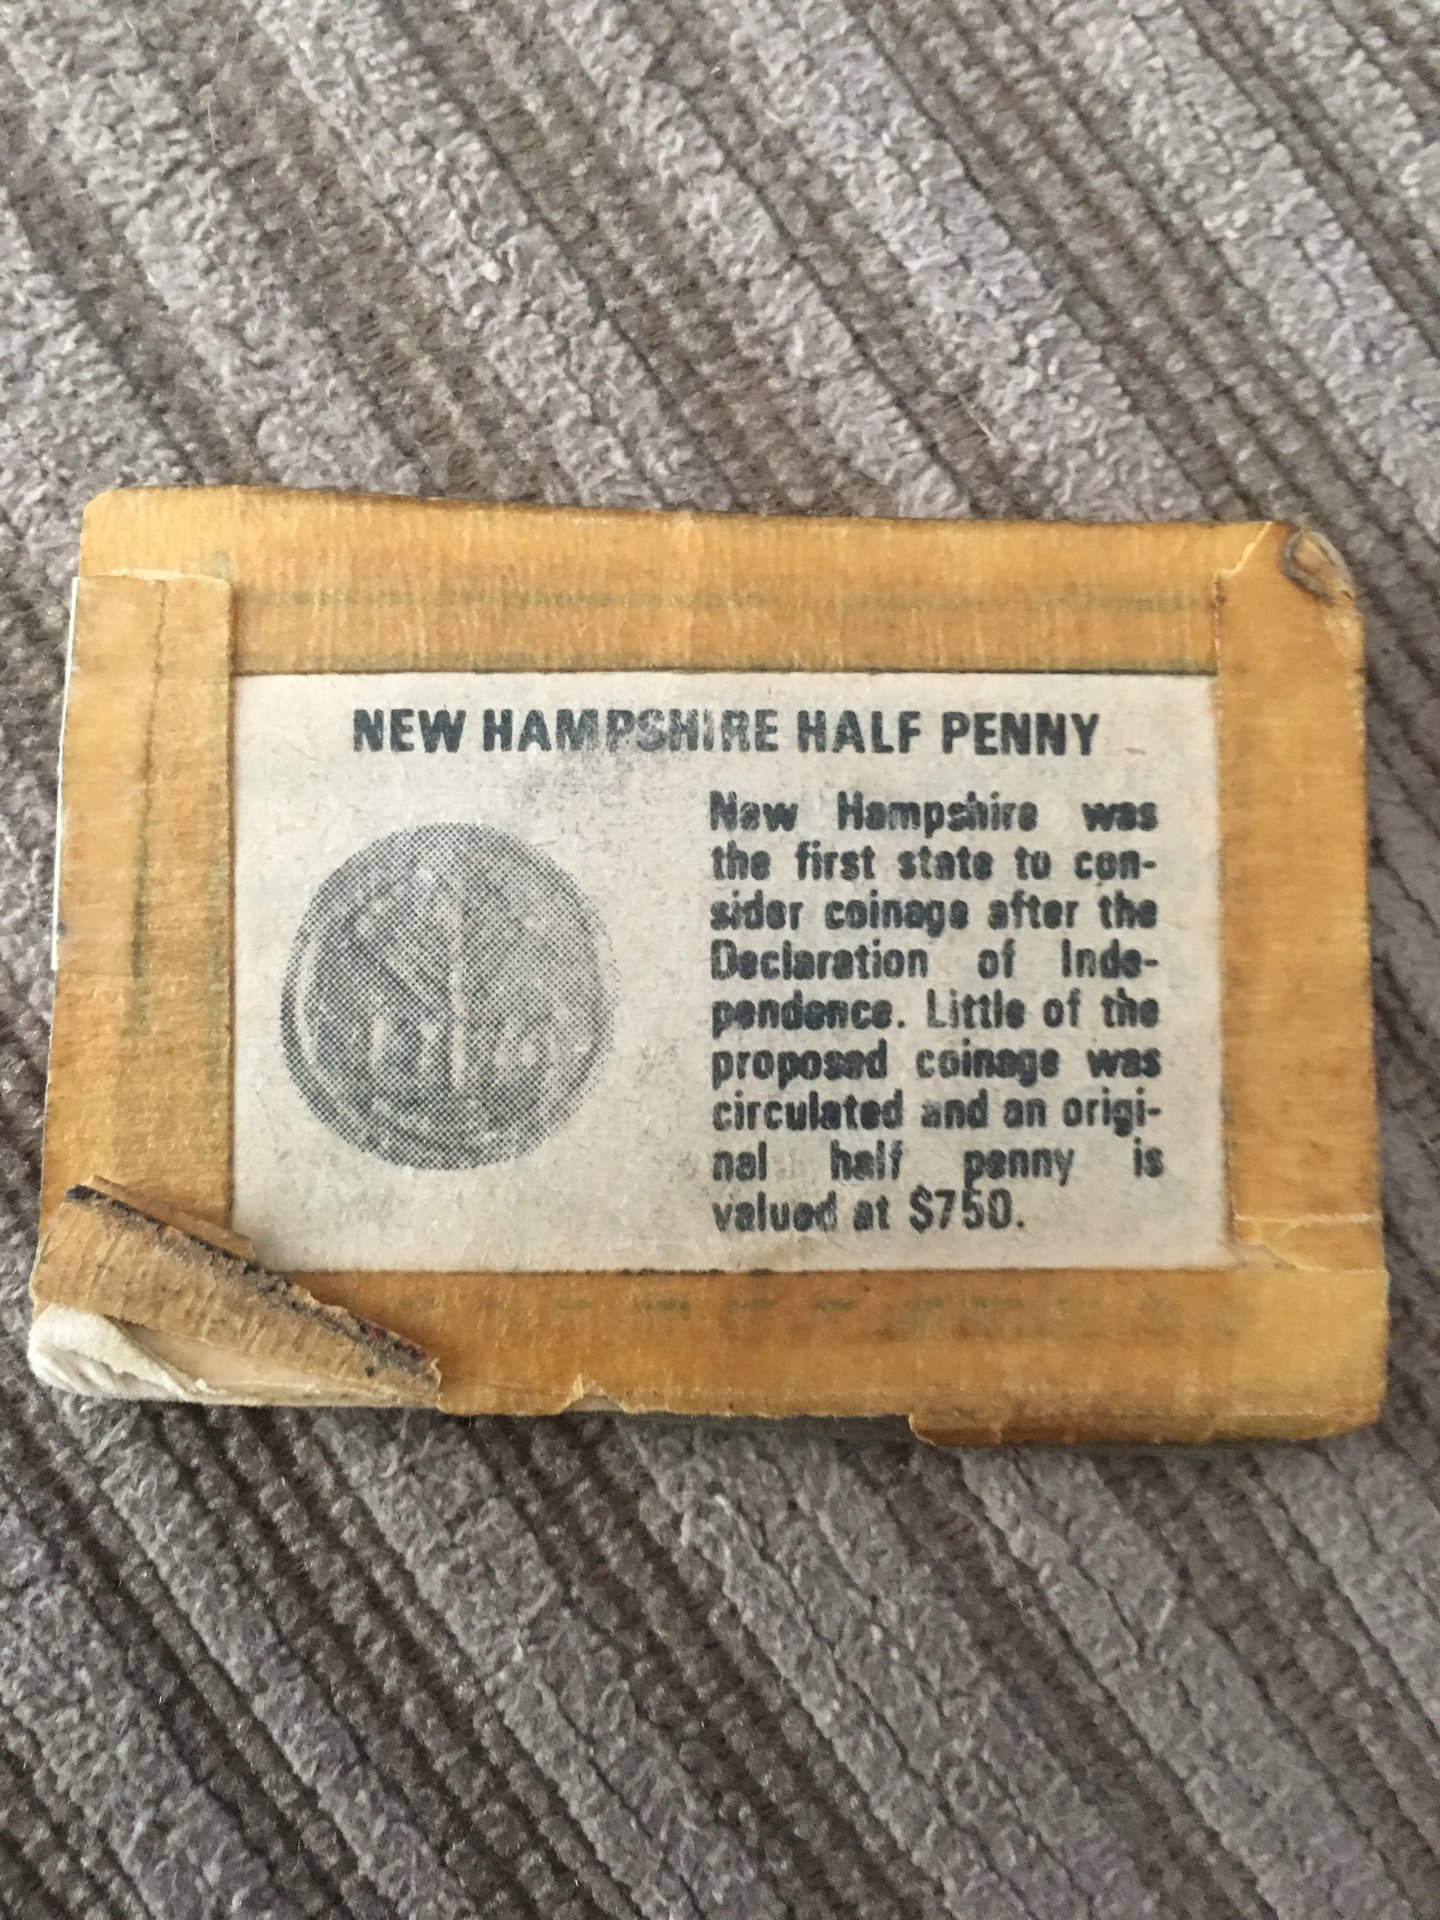 NEW HAMPSHIRE HALF PENNY
New Hampshire was
the first state to con-
sider coinage after the
Declaration of Inde-
pendence. Little of the
proposed coinage was
circulated and an origi-
nal half penny is
valued at $750.